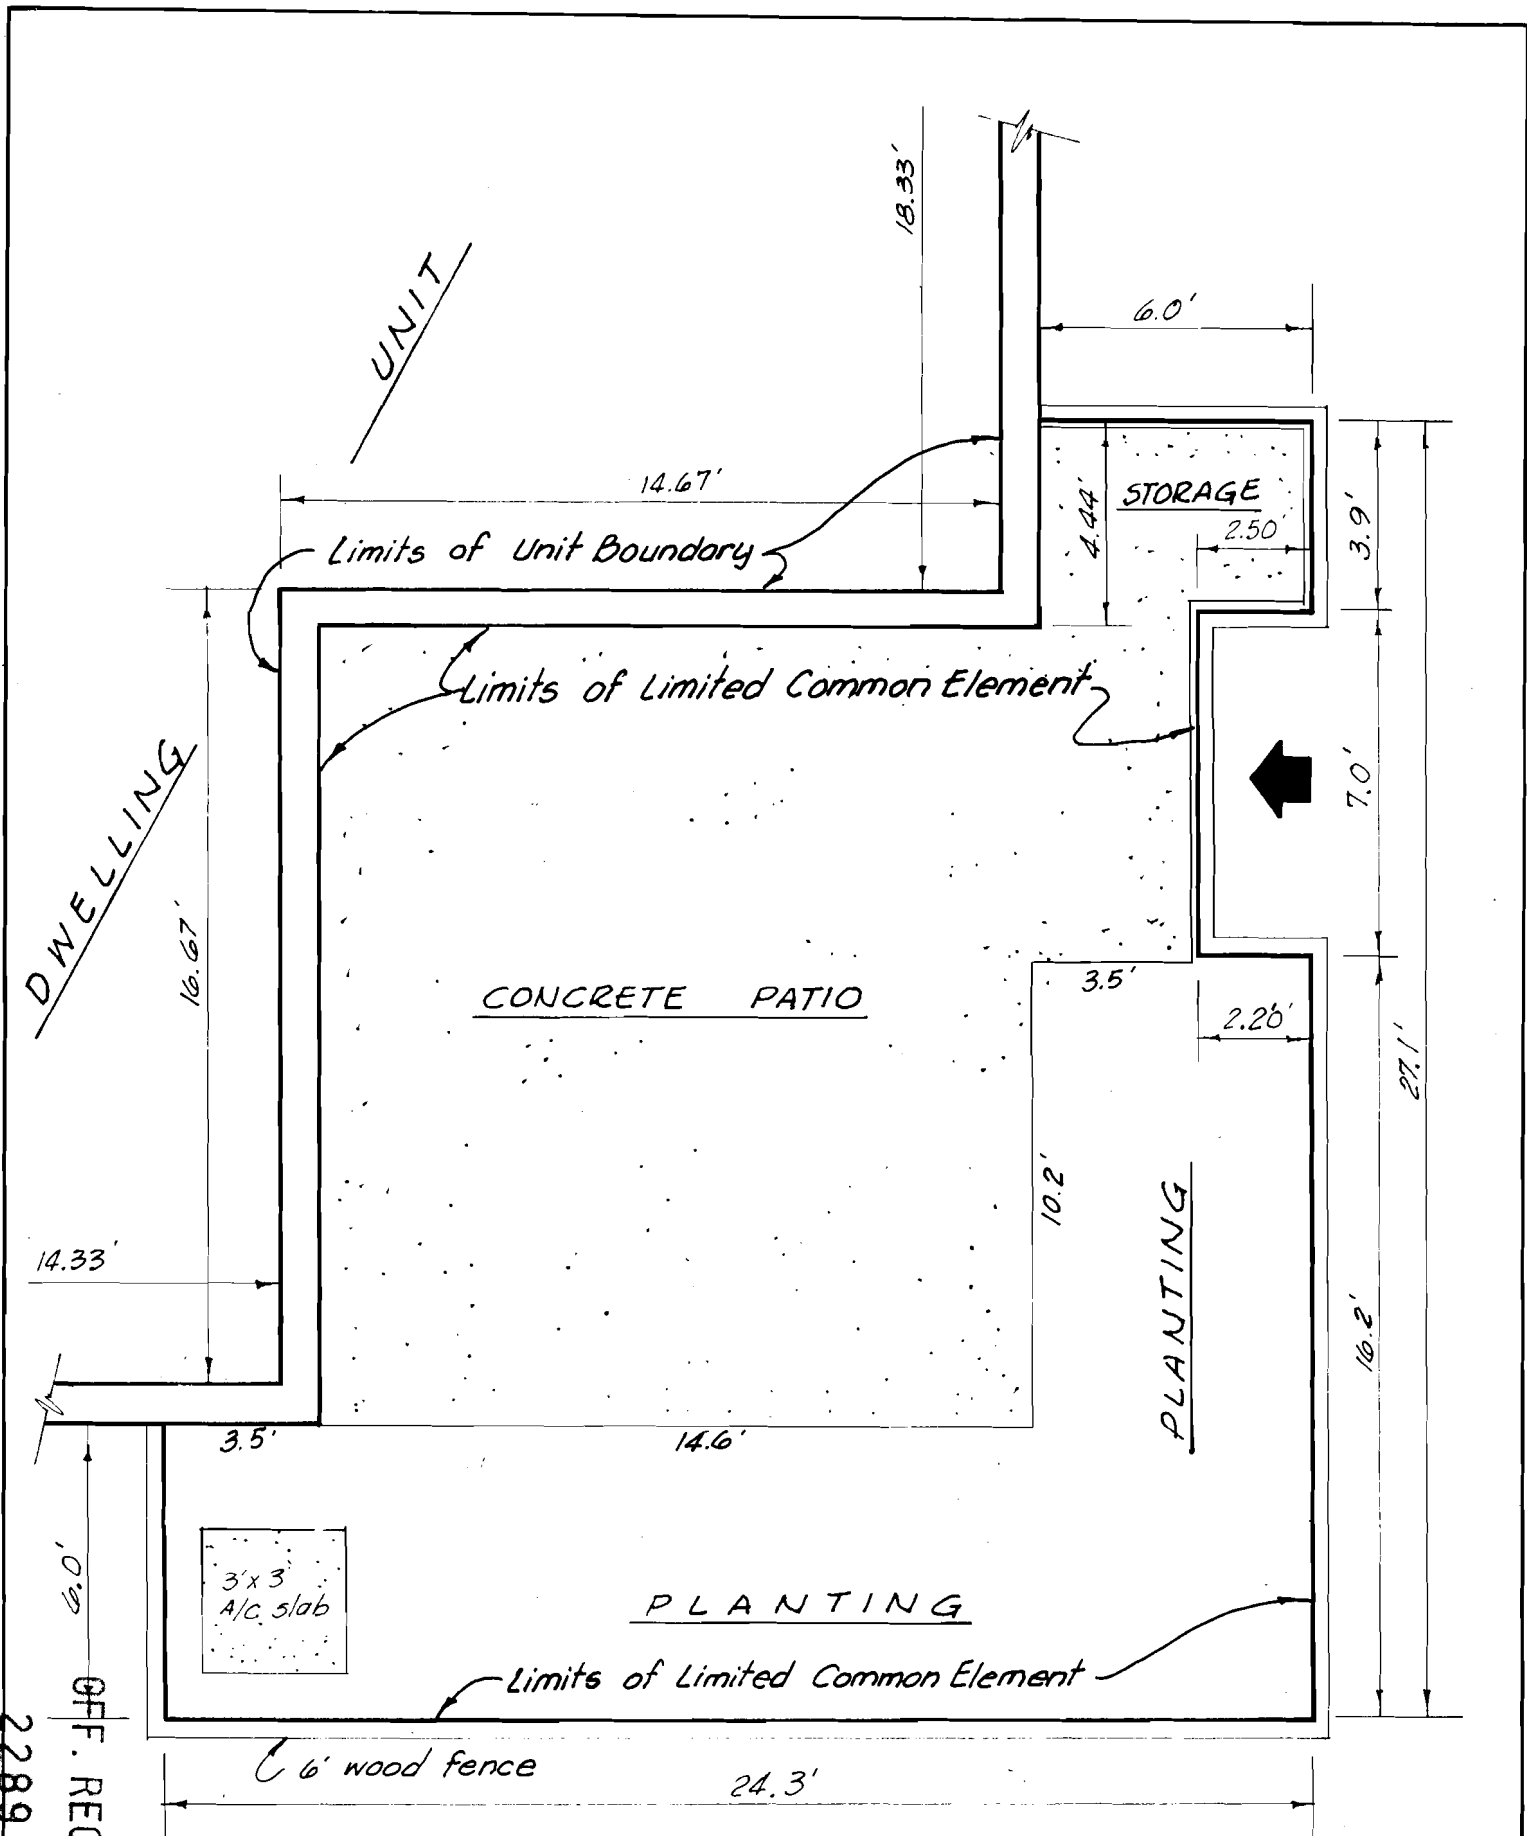 18.33'
UNIT
6.0'
14.67'
4.44'
STORAGE
2.50'
3.9'
Limits of Unit Boundary
Limits of Limited Common Element
7.0'
DWELLING
16.67'
CONCRETE PATIO
3.5'
2.20'
27.1'
10.2'
PLANTING
14.33'
16.2'
3.5'
14.6'
3'x 3'
A/C slab
6.0'
PLANTING
Limits of Limited Common Element
OFF. REC
2289
6' wood fence
24.3'